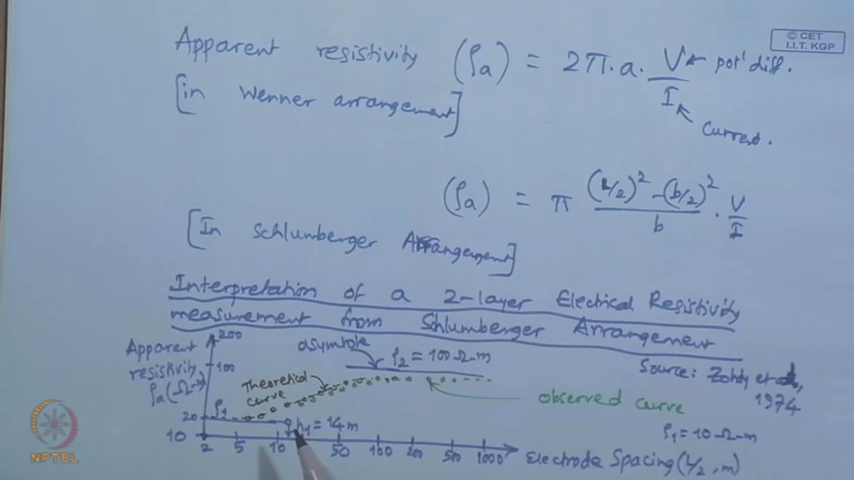 © CET
I.I.T. KGP
Apparent resistivity (ρa) = 2π.a. V/I ← pot' diff.
[in Wenner arrangement]
Current.
(ρa) = π (L/2)² - (b/2)² / b . V/I
[In Schlumberger Arrangement]
Interpretation of a 2-layer Electrical Resistivity
measurement from Schlumberger Arrangement
Source: Zohdy et al,
1974
Apparent
resistivity
ρa (Ω-m)
200
100
20
10
asymptote
ρ2 = 100 Ω-m
Theoretical
curve
observed curve
ρ1
h1 = 14 m
ρ1 = 10 Ω-m
2 5 10 50 100 200 500 1000
Electrode Spacing (L/2, m)
NPTEL